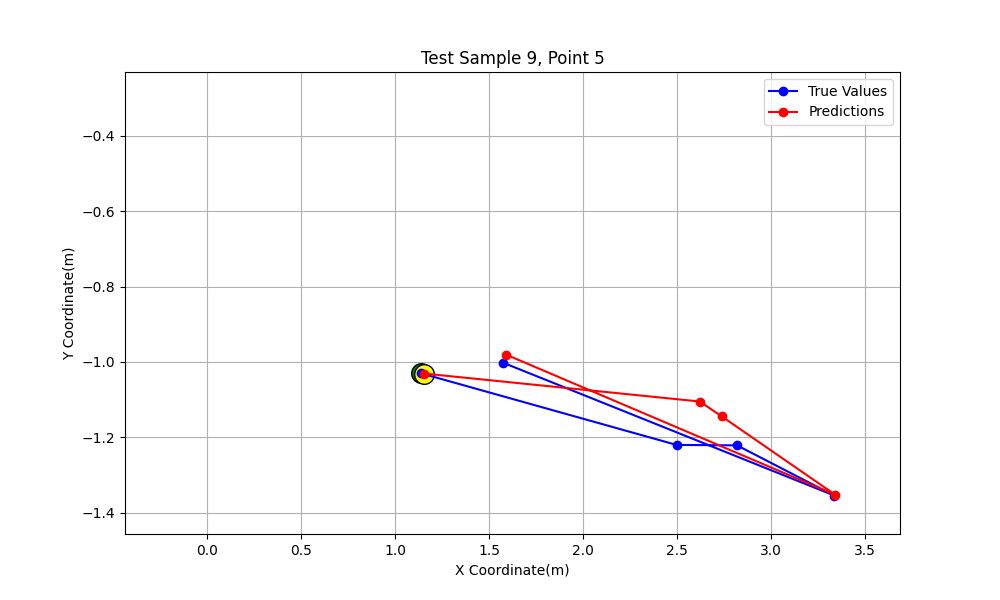 Test Sample 9, Point 5
True Values
Predictions
−0.4
−0.6
−0.8
−1.0
−1.2
−1.4
Y Coordinate(m)
0.0 0.5 1.0 1.5 2.0 2.5 3.0 3.5
X Coordinate(m)